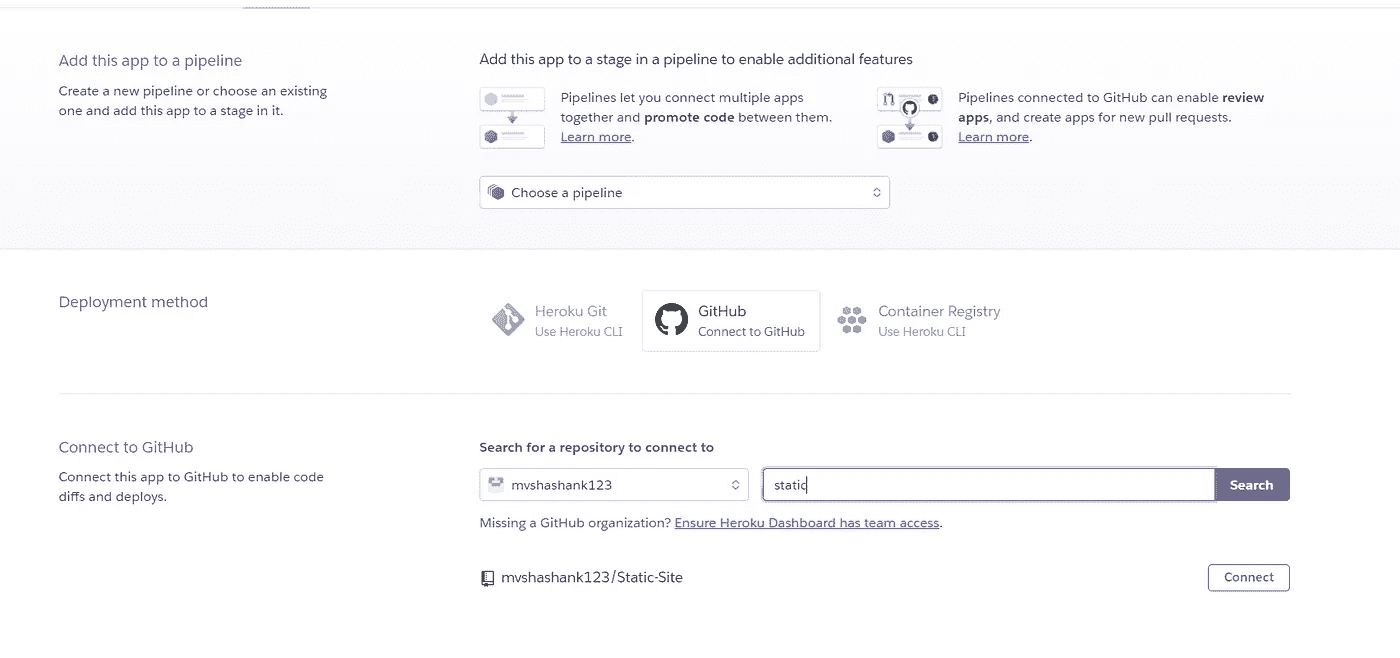 Add this app to a pipeline
Create a new pipeline or choose an existing
one and add this app to a stage in it.
Add this app to a stage in a pipeline to enable additional features
Pipelines let you connect multiple apps
together and promote code between them.
Learn more.
Pipelines connected to GitHub can enable review
apps, and create apps for new pull requests.
Learn more.
Choose a pipeline
Deployment method
Heroku Git
Use Heroku CLI
GitHub
Connect to GitHub
Container Registry
Use Heroku CLI
Connect to GitHub
Connect this app to GitHub to enable code
diffs and deploys.
Search for a repository to connect to
mvshashank123
static
Search
Missing a GitHub organization? Ensure Heroku Dashboard has team access.
mvshashank123/Static-Site
Connect